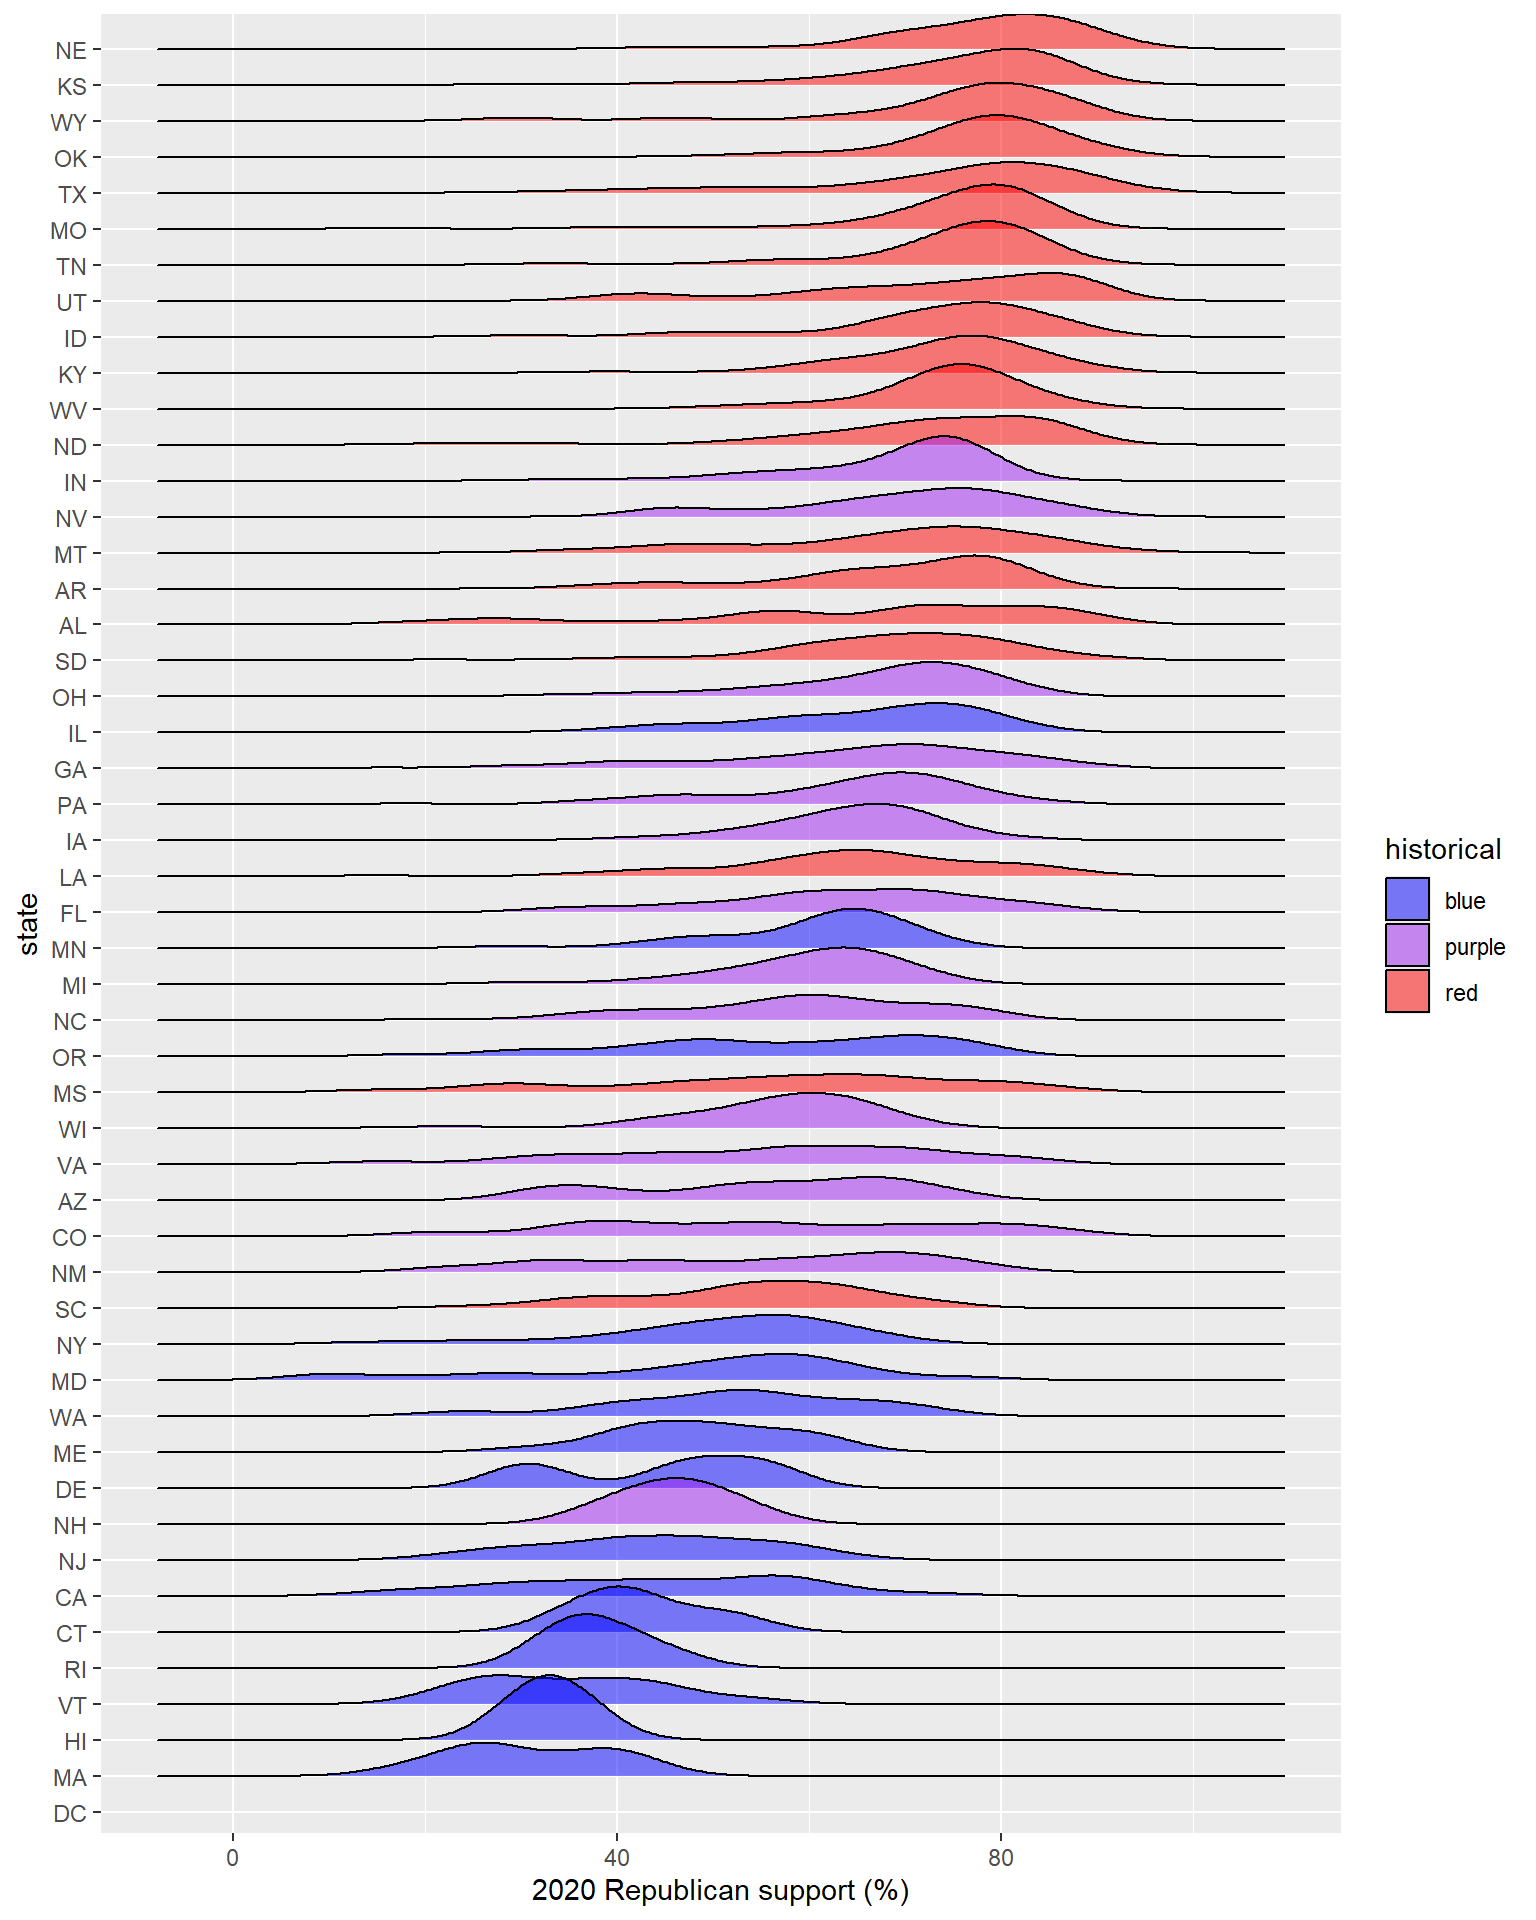 NE
KS
WY
OK
TX
MO
TN
UT
ID
KY
WV
ND
IN
NV
MT
AR
AL
SD
OH
IL
GA
PA
IA
LA
FL
MN
MI
NC
OR
MS
WI
VA
AZ
CO
NM
SC
NY
MD
WA
ME
DE
NH
NJ
CA
CT
RI
VT
HI
MA
DC
state
0 40 80
2020 Republican support (%)
historical
blue
purple
red